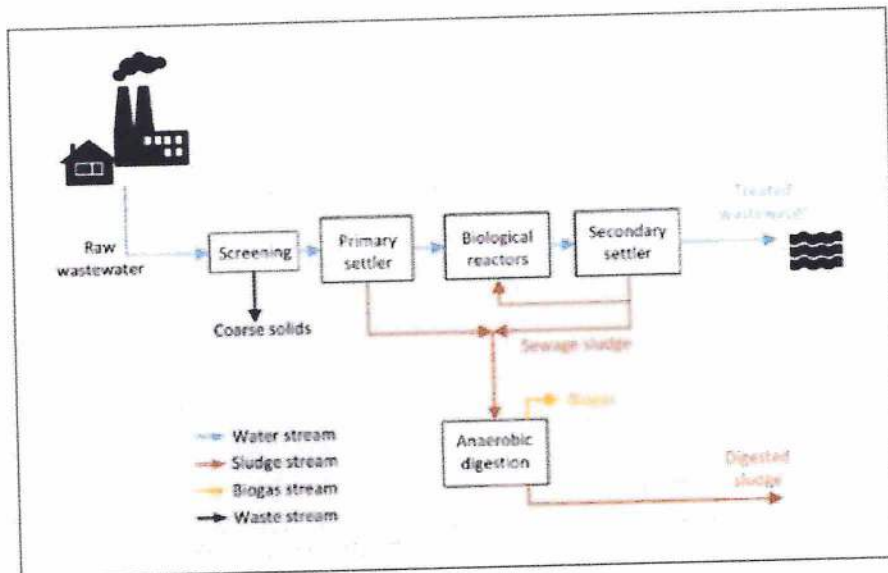 Treated
wastewater
Raw
wastewater
Screening
Primary
settler
Biological
reactors
Secondary
settler
Coarse solids
Sewage sludge
Biogas
Anaerobic
digestion
Digested
sludge
Water stream
Sludge stream
Biogas stream
Waste stream